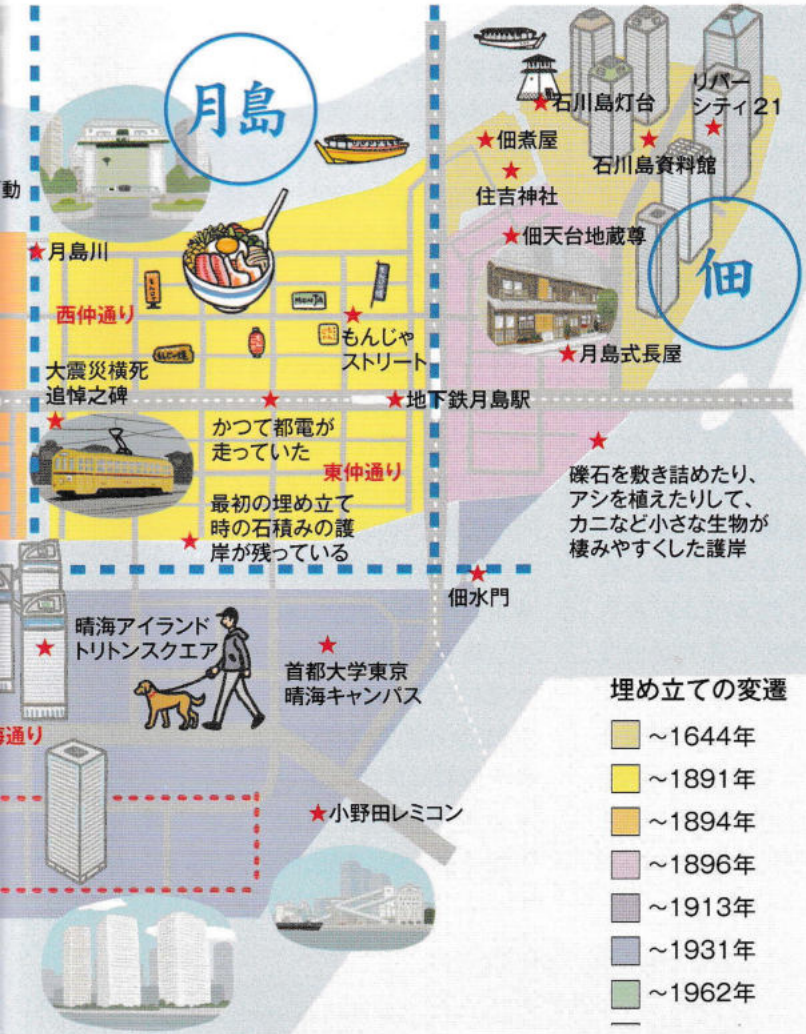 月島
石川島灯台
リバー
シティ21
佃煮屋
石川島資料館
住吉神社
動
月島川
佃天台地蔵尊
佃
MONJA
西仲通り
もんじゃ
ストリート
月島式長屋
大震災横死
追悼之碑
地下鉄月島駅
かつて都電が
走っていた
東仲通り
礫石を敷き詰めたり、
アシを植えたりして、
カニなど小さな生物が
棲みやすくした護岸
最初の埋め立て
時の石積みの護
岸が残っている
佃水門
晴海アイランド
トリトンスクエア
首都大学東京
晴海キャンパス
海通り
小野田レミコン
埋め立ての変遷
〜1644年
〜1891年
〜1894年
〜1896年
〜1913年
〜1931年
〜1962年